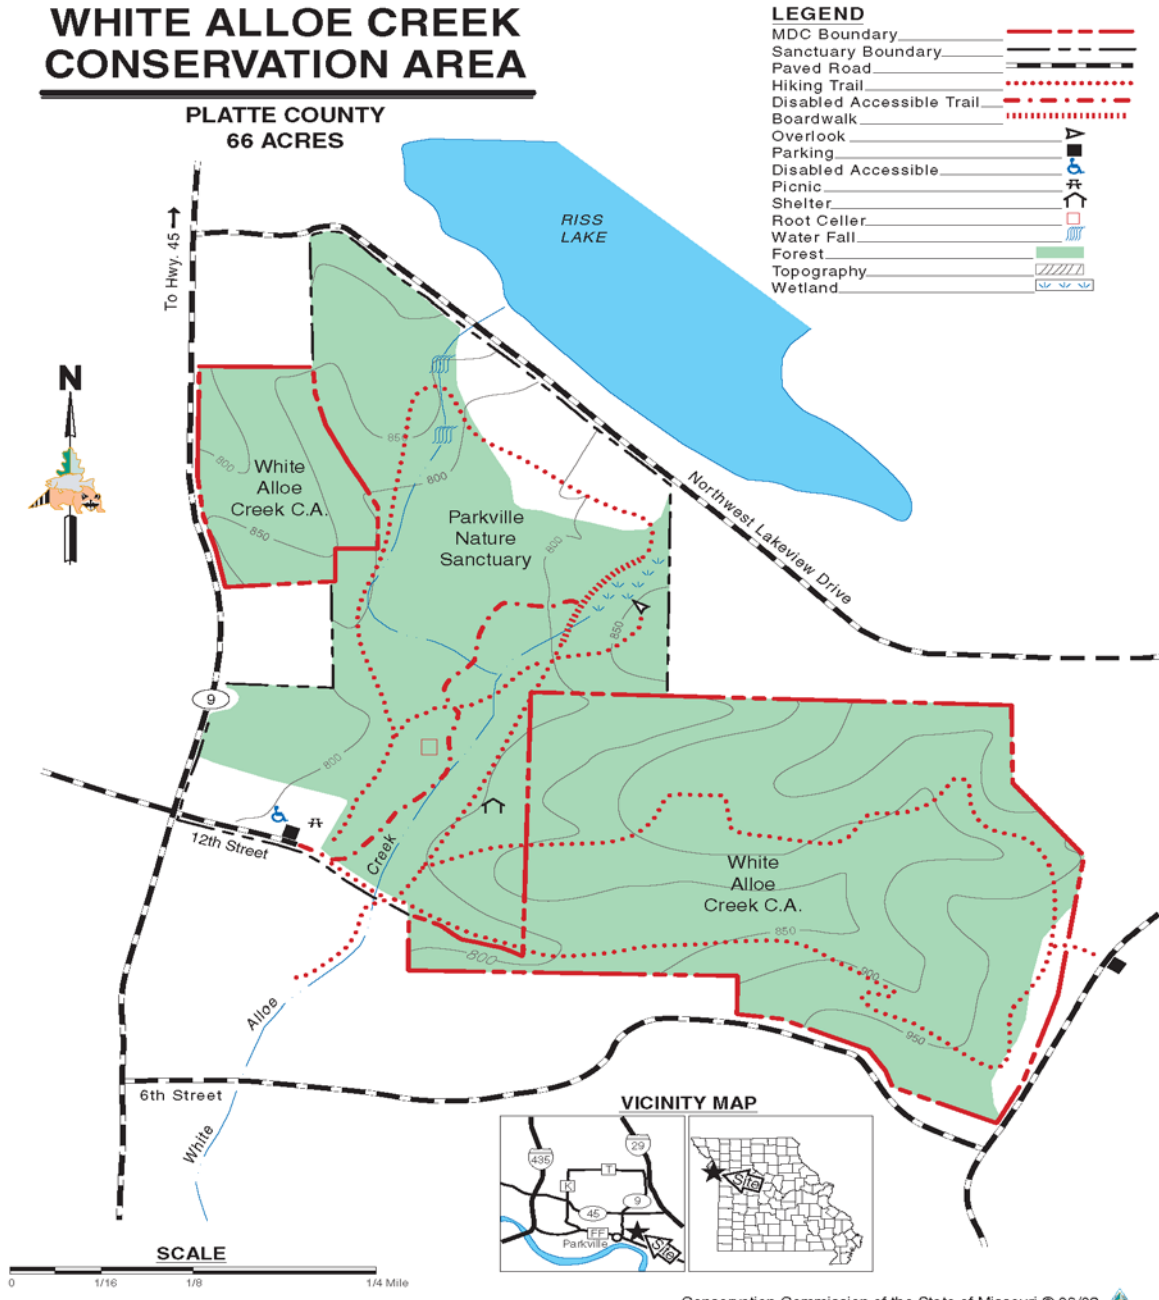 WHITE ALLOE CREEK
CONSERVATION AREA
PLATTE COUNTY
66 ACRES
LEGEND
MDC Boundary
Sanctuary Boundary
Paved Road
Hiking Trail
Disabled Accessible Trail
Boardwalk
Overlook
Parking
Disabled Accessible
Picnic
Shelter
Root Celler
Water Fall
Forest
Topography
Wetland
RISS
LAKE
To Hwy. 45
N
850
800
800
White
Alloe
Creek C.A.
850
Parkville
Nature
Sanctuary
800
Northwest Lakeview Drive
850
9
800
12th Street
Creek
White
Alloe
Creek C.A.
850
800
900
950
Alloe
6th Street
White
VICINITY MAP
435
29
T
K
9
45
FF
Parkville
Site
Site
SCALE
0 1/16 1/8 1/4 Mile